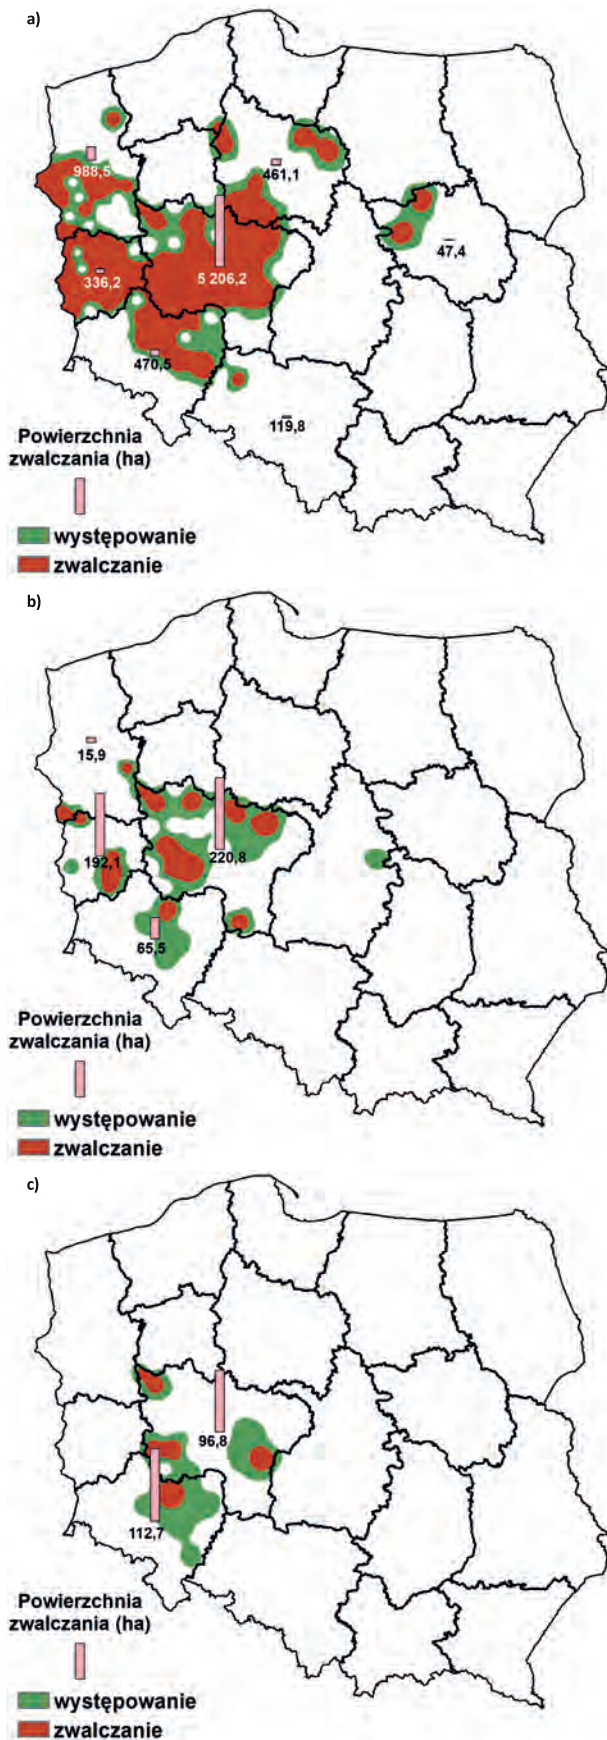 a)
988,5
461,1
47,4
336,2
5 206,2
470,5
119,8
Powierzchnia
zwalczania (ha)
występowanie
zwalczanie
b)
15,9
192,1
220,8
65,5
Powierzchnia
zwalczania (ha)
występowanie
zwalczanie
c)
96,8
112,7
Powierzchnia
zwalczania (ha)
występowanie
zwalczanie